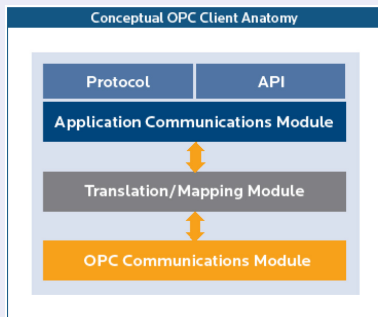 Conceptual OPC Client Anatomy
Protocol
API
Application Communications Module
Translation/Mapping Module
OPC Communications Module